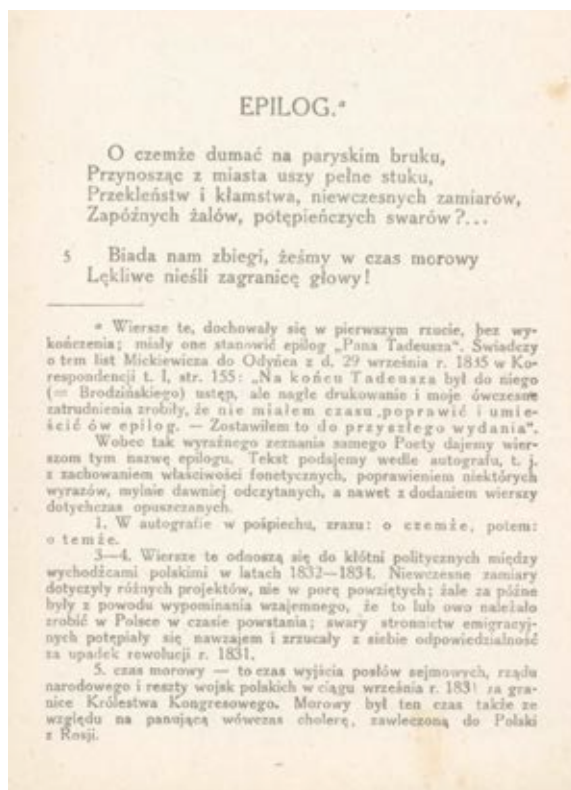 EPILOG.*
O czemże dumać na paryskim bruku,
Przynosząc z miasta uszy pełne stuku,
Przekleństw i kłamstwa, niewczesnych zamiarów,
Zapóźnych żalów, potępieńczych swarów?...
5 Biada nam zbiegi, żeśmy w czas morowy
Lękliwe nieśli zagranicę głowy!
* Wiersze te, dochowały się w pierwszym rzucie, bez wy-
kończenia; miały one stanowić epilog „Pana Tadeusza“. Świadczy
o tem list Mickiewicza do Odyńca z d. 29 września r. 1835 w Ko-
respondencji t. I, str. 155: „Na końcu Tadeusza był do niego
(= Brodzińskiego) ustęp, ale nagłe drukowanie i moje ówczesne
zatrudnienia zrobiły, że nie miałem czasu poprawić i umie-
ścić ów epilog. — Zostawiłem to do przyszłego wydania“.
Wobec tak wyraźnego zeznania samego Poety dajemy wier-
szom tym nazwę epilogu. Tekst podajemy wedle autografu, t. j.
z zachowaniem właściwości fonetycznych, poprawieniem niektórych
wyrazów, mylnie dawniej odczytanych, a nawet z dodaniem wierszy
dotychczas opuszczanych.
1. W autografie w pośpiechu, zrazu: o czemże, potem:
o temże.
3—4. Wiersze te odnoszą się do kłótni politycznych między
wychodźcami polskimi w latach 1832—1834. Niewczesne zamiary
dotyczyły różnych projektów, nie w porę powziętych; żale za późne
były z powodu wypominania wzajemnego, że to lub owo należało
zrobić w Polsce w czasie powstania; swary stronnictw emigracyj-
nych potępiały się nawzajem i zrzucały z siebie odpowiedzialność
za upadek rewolucji r. 1831.
5. czas morowy — to czas wyjścia posłów sejmowych, rządu
narodowego i reszty wojsk polskich w ciągu września r. 1831 za gra-
nice Królestwa Kongresowego. Morowy był ten czas także ze
względu na panującą wówczas cholerę, zawleczoną do Polski
z Rosji.